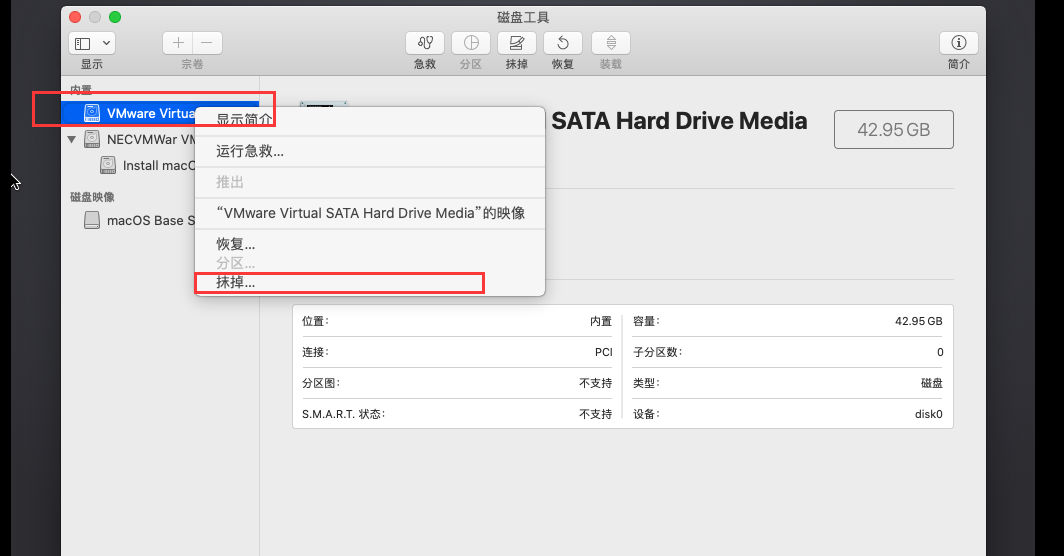 磁盘工具
显示
宗卷
急救
分区
抹掉
恢复
装载
简介
内置
VMware Virtua
NECVMWar VM
Install macO
磁盘映像
macOS Base S
显示简介
运行急救...
推出
“VMware Virtual SATA Hard Drive Media”的映像
恢复...
分区...
抹掉...
SATA Hard Drive Media
42.95 GB
位置： 内置
容量： 42.95 GB
连接： PCI
子分区数： 0
分区图： 不支持
类型： 磁盘
S.M.A.R.T. 状态： 不支持
设备： disk0